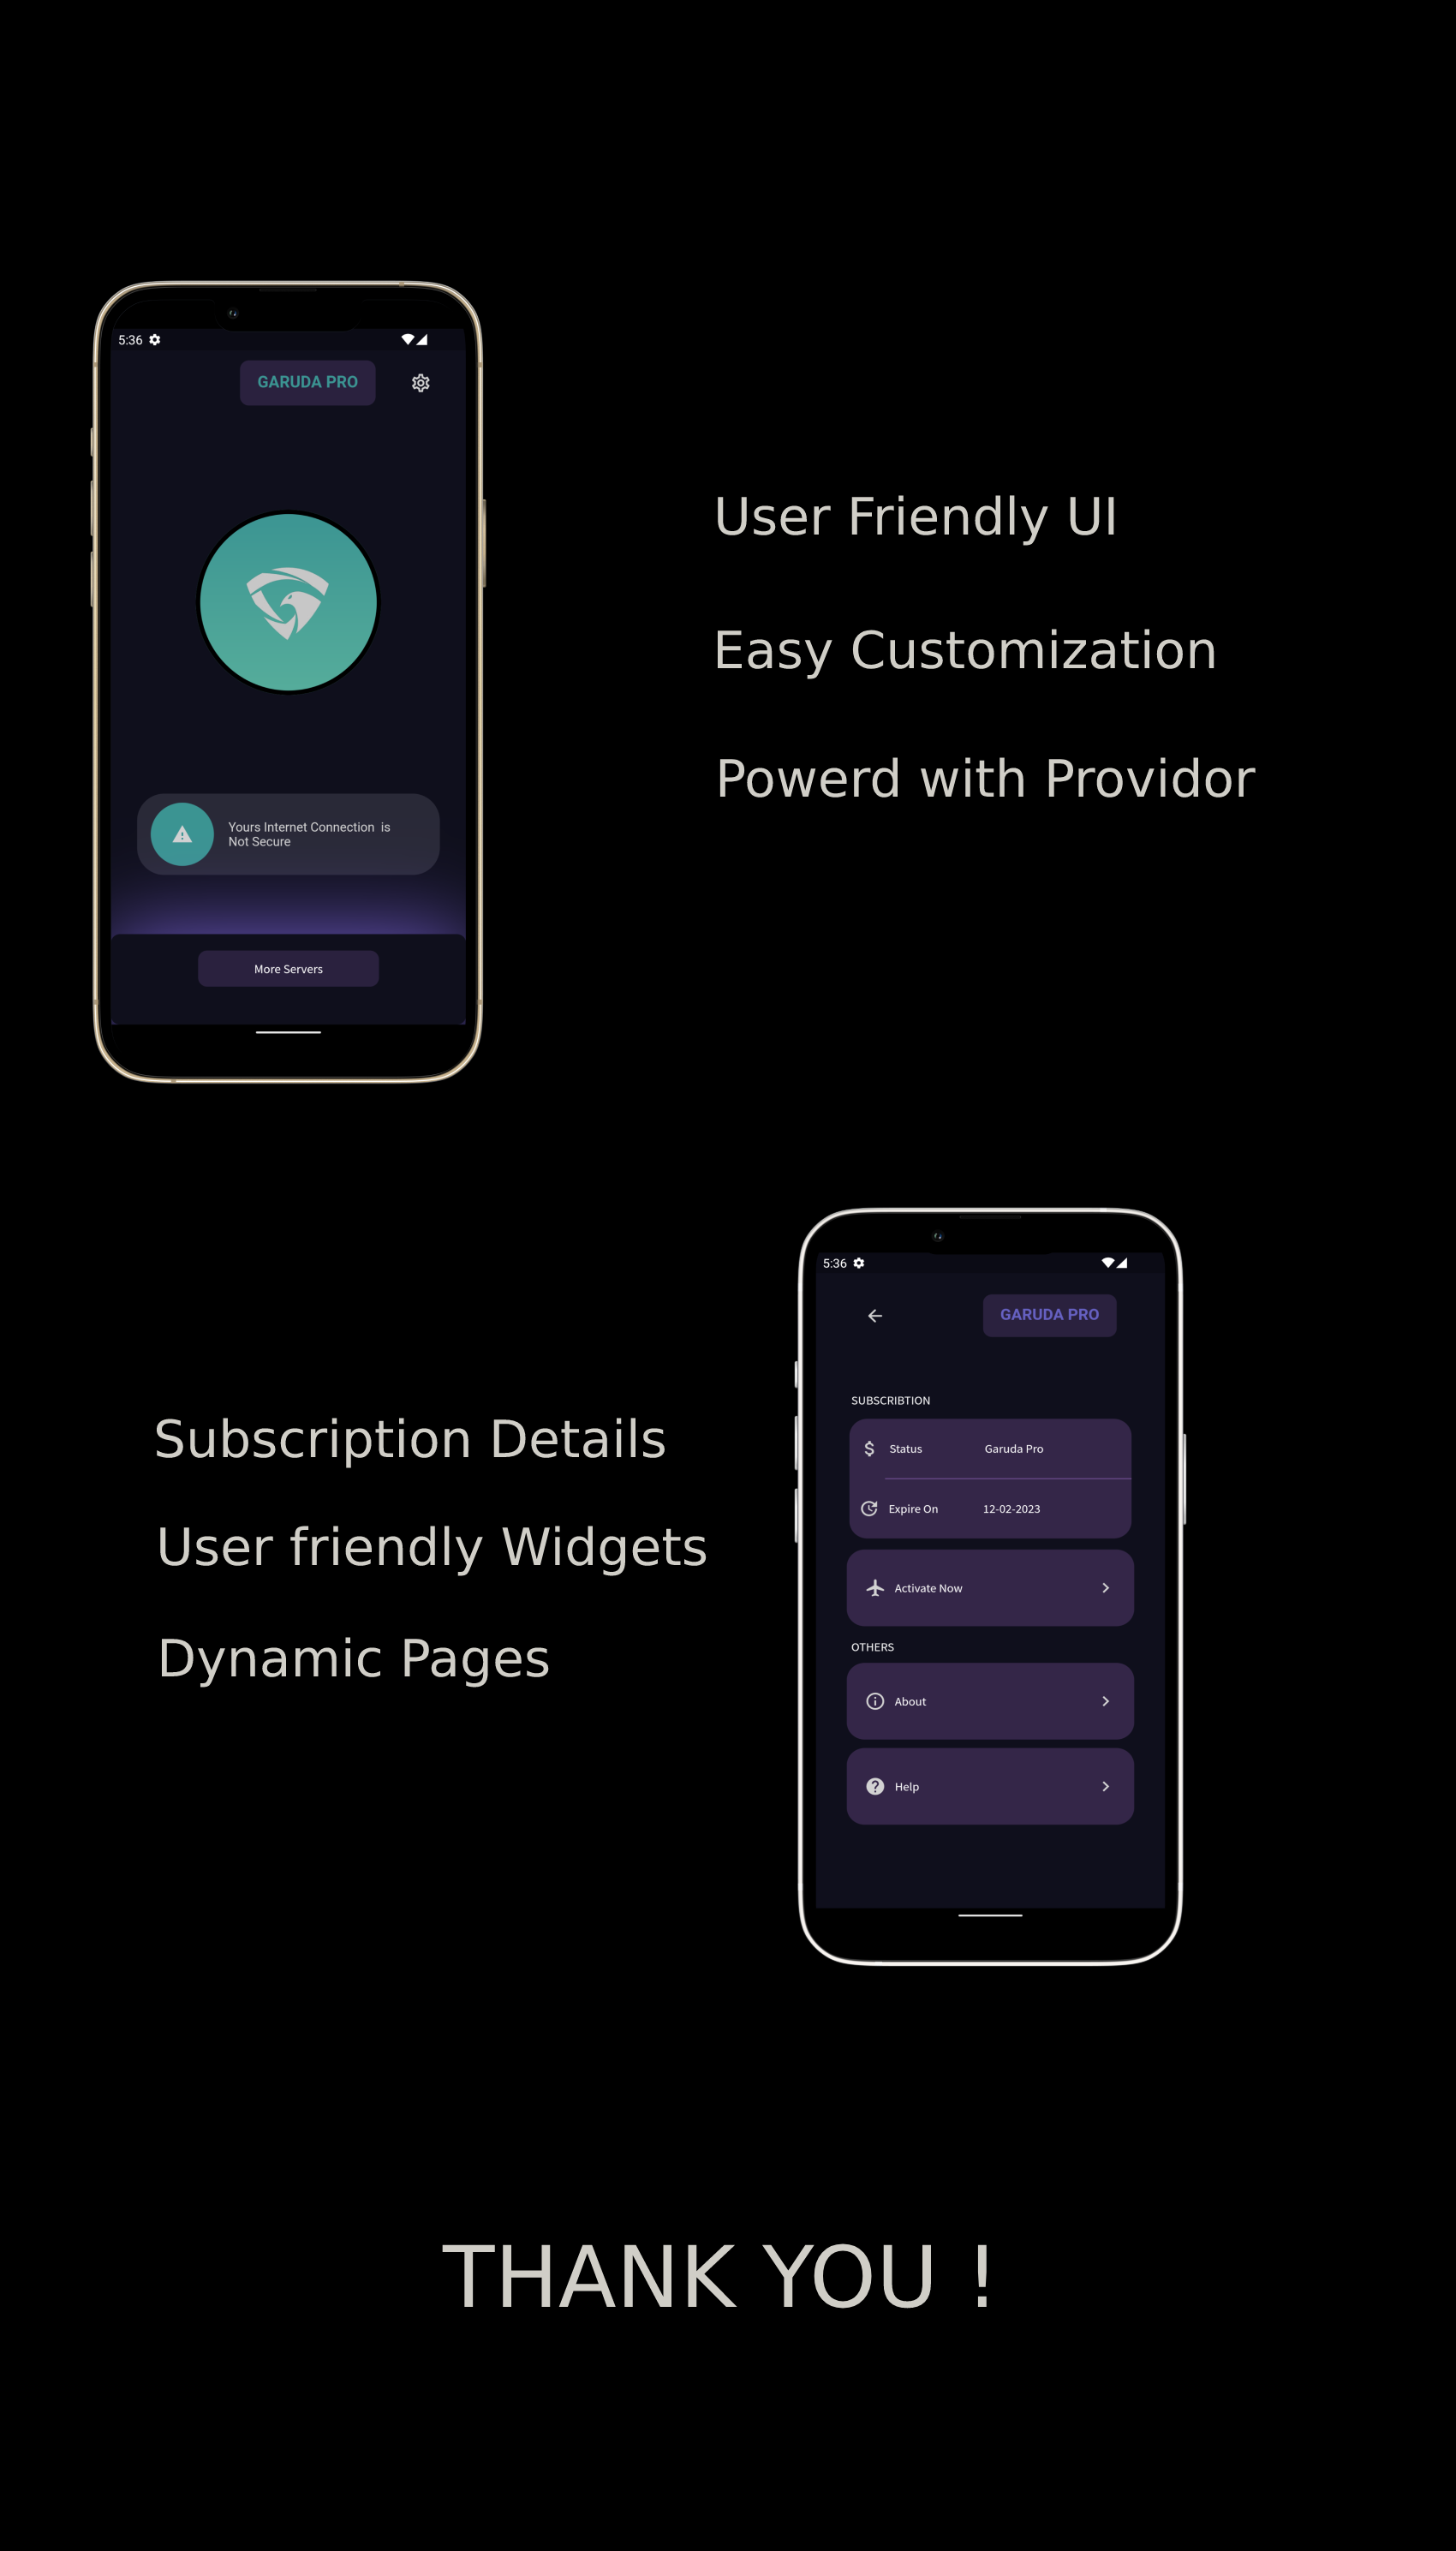 5:36
GARUDA PRO
User Friendly UI
Easy Customization
Powerd with Providor
Yours Internet Connection  is
Not Secure
More Servers
5:36
GARUDA PRO
SUBSCRIBTION
Status Garuda Pro
Expire On 12-02-2023
Activate Now
OTHERS
About
Help
Subscription Details
User friendly Widgets
Dynamic Pages
THANK YOU !